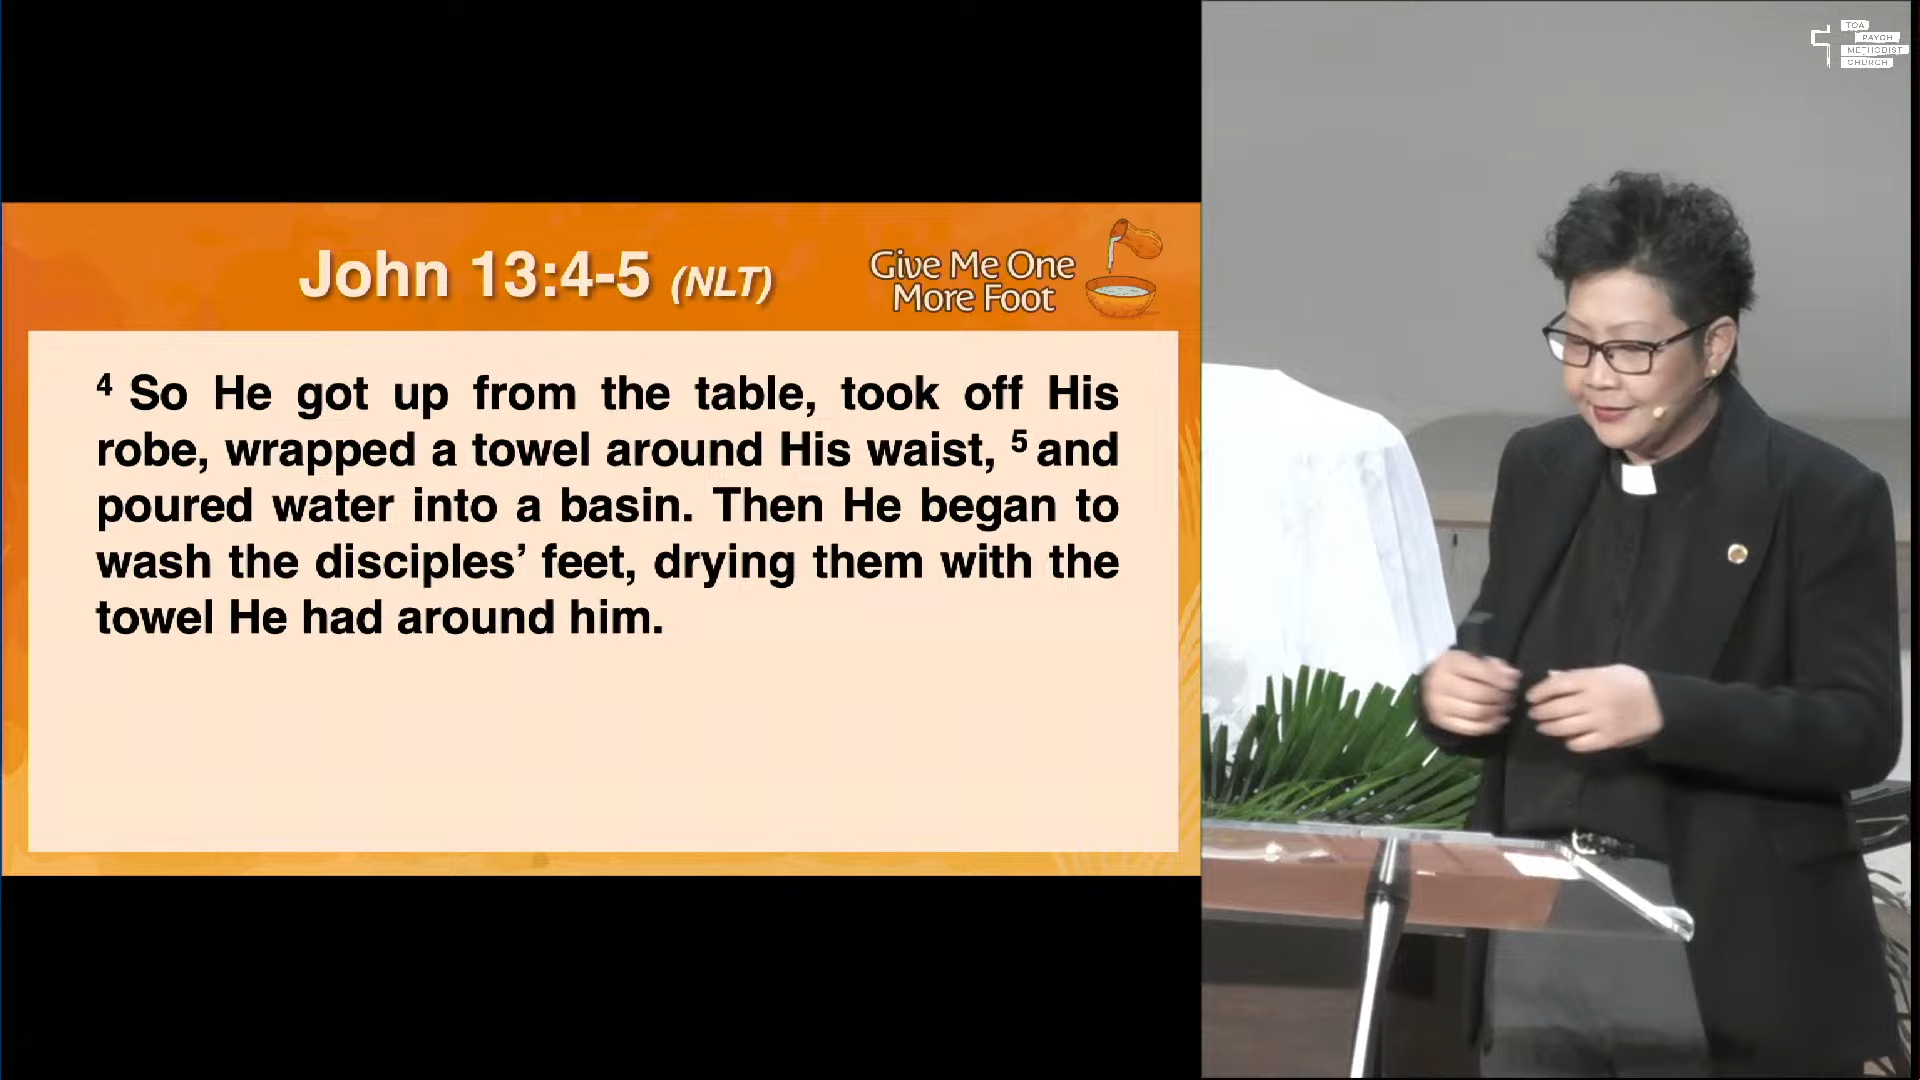 John 13:4-5 (NLT)
Give Me One
More Foot
4 So He got up from the table, took off His
robe, wrapped a towel around His waist, 5 and
poured water into a basin. Then He began to
wash the disciples’ feet, drying them with the
towel He had around him.
TOA
PAYOH
METHODIST
CHURCH